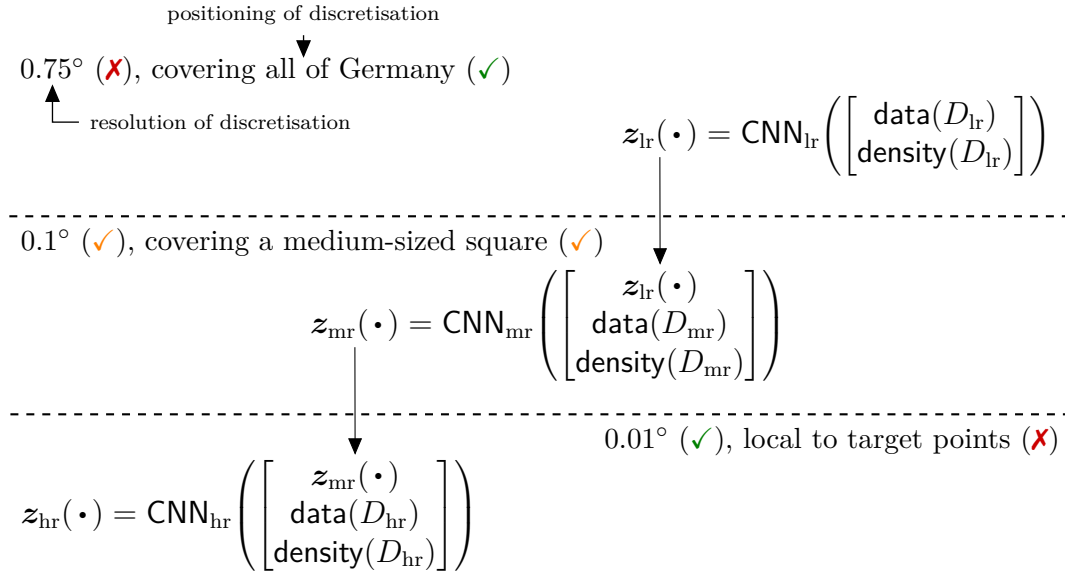 positioning of discretisation
0.75° (✗), covering all of Germany (✓)
resolution of discretisation
z_lr(·) = CNN_lr([data(D_lr) density(D_lr)])
0.1° (✓), covering a medium-sized square (✓)
z_mr(·) = CNN_mr([z_lr(·) data(D_mr) density(D_mr)])
0.01° (✓), local to target points (✗)
z_hr(·) = CNN_hr([z_mr(·) data(D_hr) density(D_hr)])